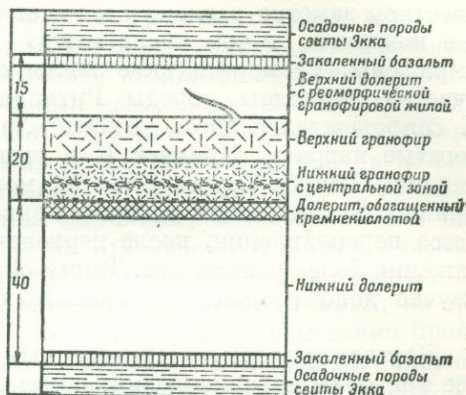 Осадочные породы
свиты Экка
Закаленный базальт
Верхний долерит
с реоморфической
гранофировой жилой
15
Верхний гранофир
20
Нижний гранофир
с центральной зоной
Долерит, обогащенный
кремнекислотой
40
Нижний долерит
Закаленный базальт
Осадочные породы
свиты Экка